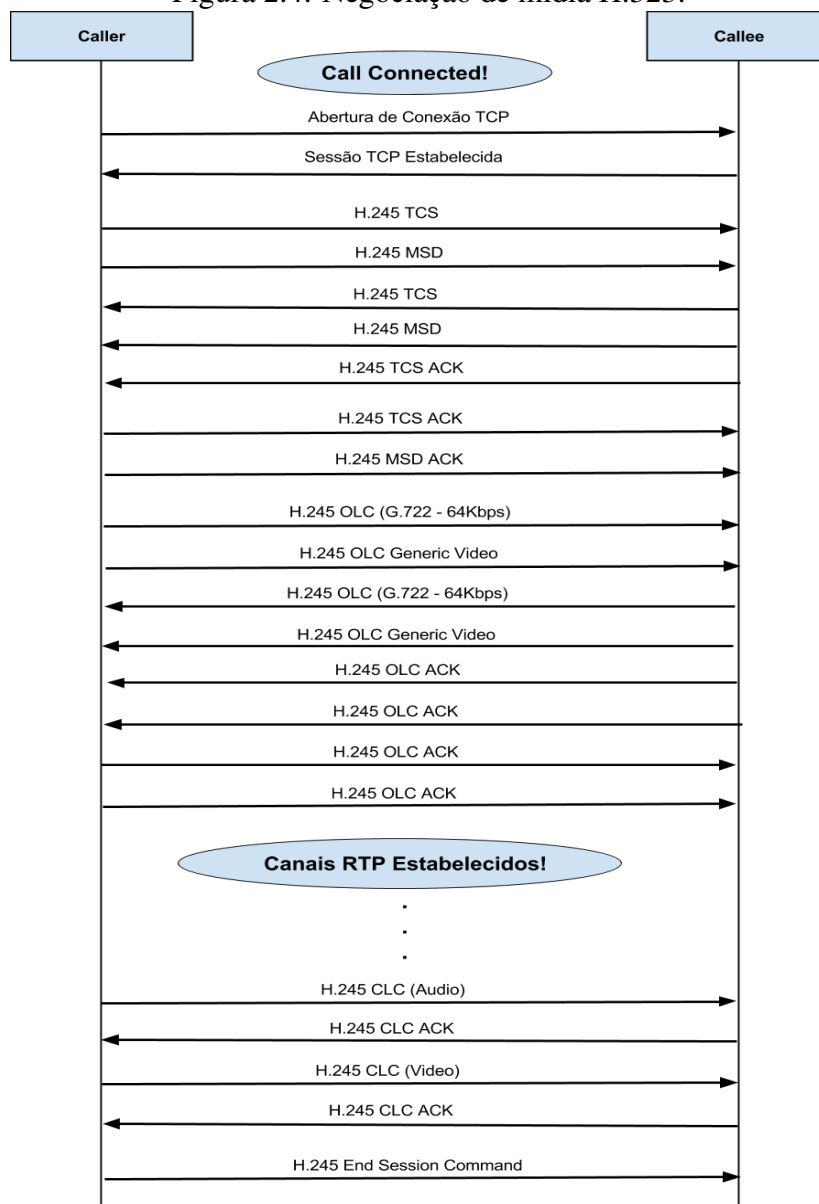 Figura 2.4: Negociação de mídia H.323.
Caller
Callee
Call Connected!
Abertura de Conexão TCP
Sessão TCP Estabelecida
H.245 TCS
H.245 MSD
H.245 TCS
H.245 MSD
H.245 TCS ACK
H.245 TCS ACK
H.245 MSD ACK
H.245 OLC (G.722 - 64Kbps)
H.245 OLC Generic Video
H.245 OLC (G.722 - 64Kbps)
H.245 OLC Generic Video
H.245 OLC ACK
H.245 OLC ACK
H.245 OLC ACK
H.245 OLC ACK
Canais RTP Estabelecidos!
.
.
.
H.245 CLC (Audio)
H.245 CLC ACK
H.245 CLC (Video)
H.245 CLC ACK
H.245 End Session Command